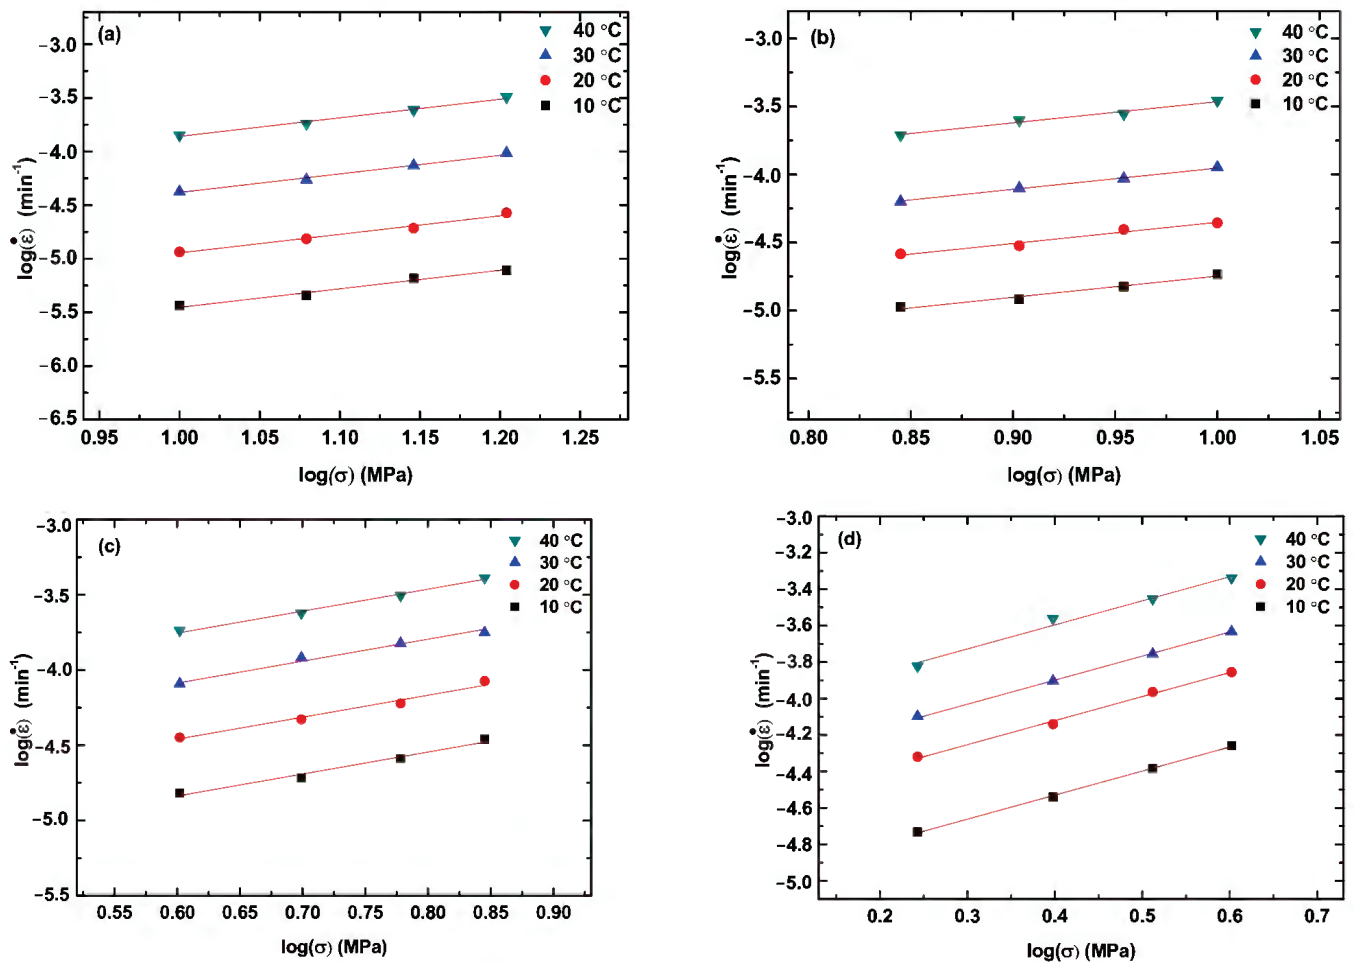 (a)
40 °C
30 °C
20 °C
10 °C
−3.0
−3.5
−4.0
−4.5
−5.0
−5.5
−6.0
−6.5
0.95 1.00 1.05 1.10 1.15 1.20 1.25
log(ε̇) (min⁻¹)
log(σ) (MPa)
(b)
40 °C
30 °C
20 °C
10 °C
−3.0
−3.5
−4.0
−4.5
−5.0
−5.5
0.80 0.85 0.90 0.95 1.00 1.05
log(ε̇) (min⁻¹)
log(σ) (MPa)
(c)
40 °C
30 °C
20 °C
10 °C
−3.0
−3.5
−4.0
−4.5
−5.0
−5.5
0.55 0.60 0.65 0.70 0.75 0.80 0.85 0.90
log(ε̇) (min⁻¹)
log(σ) (MPa)
(d)
40 °C
30 °C
20 °C
10 °C
−3.0
−3.2
−3.4
−3.6
−3.8
−4.0
−4.2
−4.4
−4.6
−4.8
−5.0
0.2 0.3 0.4 0.5 0.6 0.7
log(ε̇) (min⁻¹)
log(σ) (MPa)